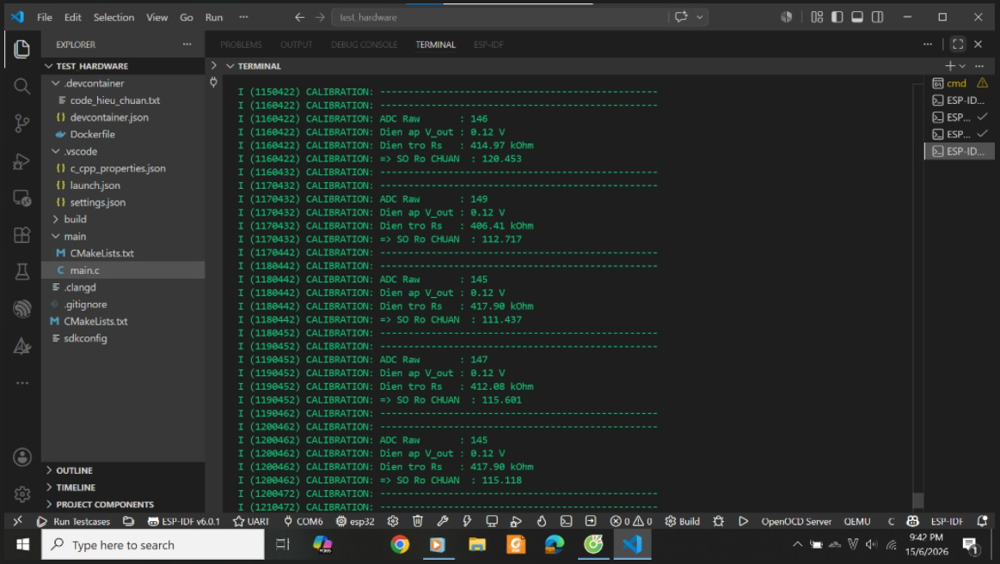 File Edit Selection View Go Run ··· test_hardware
EXPLORER ···
TEST HARDWARE
.devcontainer
code_hieu_chuan.txt
devcontainer.json
Dockerfile
.vscode
c_cpp_properties.json
launch.json
settings.json
build
main
CMakeLists.txt
main.c
.clangd
.gitignore
CMakeLists.txt
sdkconfig
OUTLINE
TIMELINE
PROJECT COMPONENTS
PROBLEMS OUTPUT DEBUG CONSOLE TERMINAL ESP-IDF
TERMINAL
I (1150422) CALIBRATION: -------------------------------------------------
I (1160422) CALIBRATION: -------------------------------------------------
I (1160422) CALIBRATION: ADC Raw : 146
I (1160422) CALIBRATION: Dien ap V_out : 0.12 V
I (1160422) CALIBRATION: Dien tro Rs : 414.97 kOhm
I (1160422) CALIBRATION: => SO Ro CHUAN : 120.453
I (1160432) CALIBRATION: -------------------------------------------------
I (1170432) CALIBRATION: -------------------------------------------------
I (1170432) CALIBRATION: ADC Raw : 149
I (1170432) CALIBRATION: Dien ap V_out : 0.12 V
I (1170432) CALIBRATION: Dien tro Rs : 406.41 kOhm
I (1170432) CALIBRATION: => SO Ro CHUAN : 112.717
I (1170442) CALIBRATION: -------------------------------------------------
I (1180442) CALIBRATION: -------------------------------------------------
I (1180442) CALIBRATION: ADC Raw : 145
I (1180442) CALIBRATION: Dien ap V_out : 0.12 V
I (1180442) CALIBRATION: Dien tro Rs : 417.90 kOhm
I (1180442) CALIBRATION: => SO Ro CHUAN : 111.437
I (1180452) CALIBRATION: -------------------------------------------------
I (1190452) CALIBRATION: -------------------------------------------------
I (1190452) CALIBRATION: ADC Raw : 147
I (1190452) CALIBRATION: Dien ap V_out : 0.12 V
I (1190452) CALIBRATION: Dien tro Rs : 412.08 kOhm
I (1190452) CALIBRATION: => SO Ro CHUAN : 115.601
I (1190462) CALIBRATION: -------------------------------------------------
I (1200462) CALIBRATION: -------------------------------------------------
I (1200462) CALIBRATION: ADC Raw : 145
I (1200462) CALIBRATION: Dien ap V_out : 0.12 V
I (1200462) CALIBRATION: Dien tro Rs : 417.90 kOhm
I (1200462) CALIBRATION: => SO Ro CHUAN : 115.118
I (1200472) CALIBRATION: -------------------------------------------------
I (1210472) CALIBRATION: -------------------------------------------------
cmd
ESP-ID...
ESP...
ESP...
ESP-ID...
Run Testcases ESP-IDF v6.0.1 UART COM6 esp32 0 0 Build OpenOCD Server QEMU C ESP-IDF
Type here to search
9:42 PM
15/6/2026
1